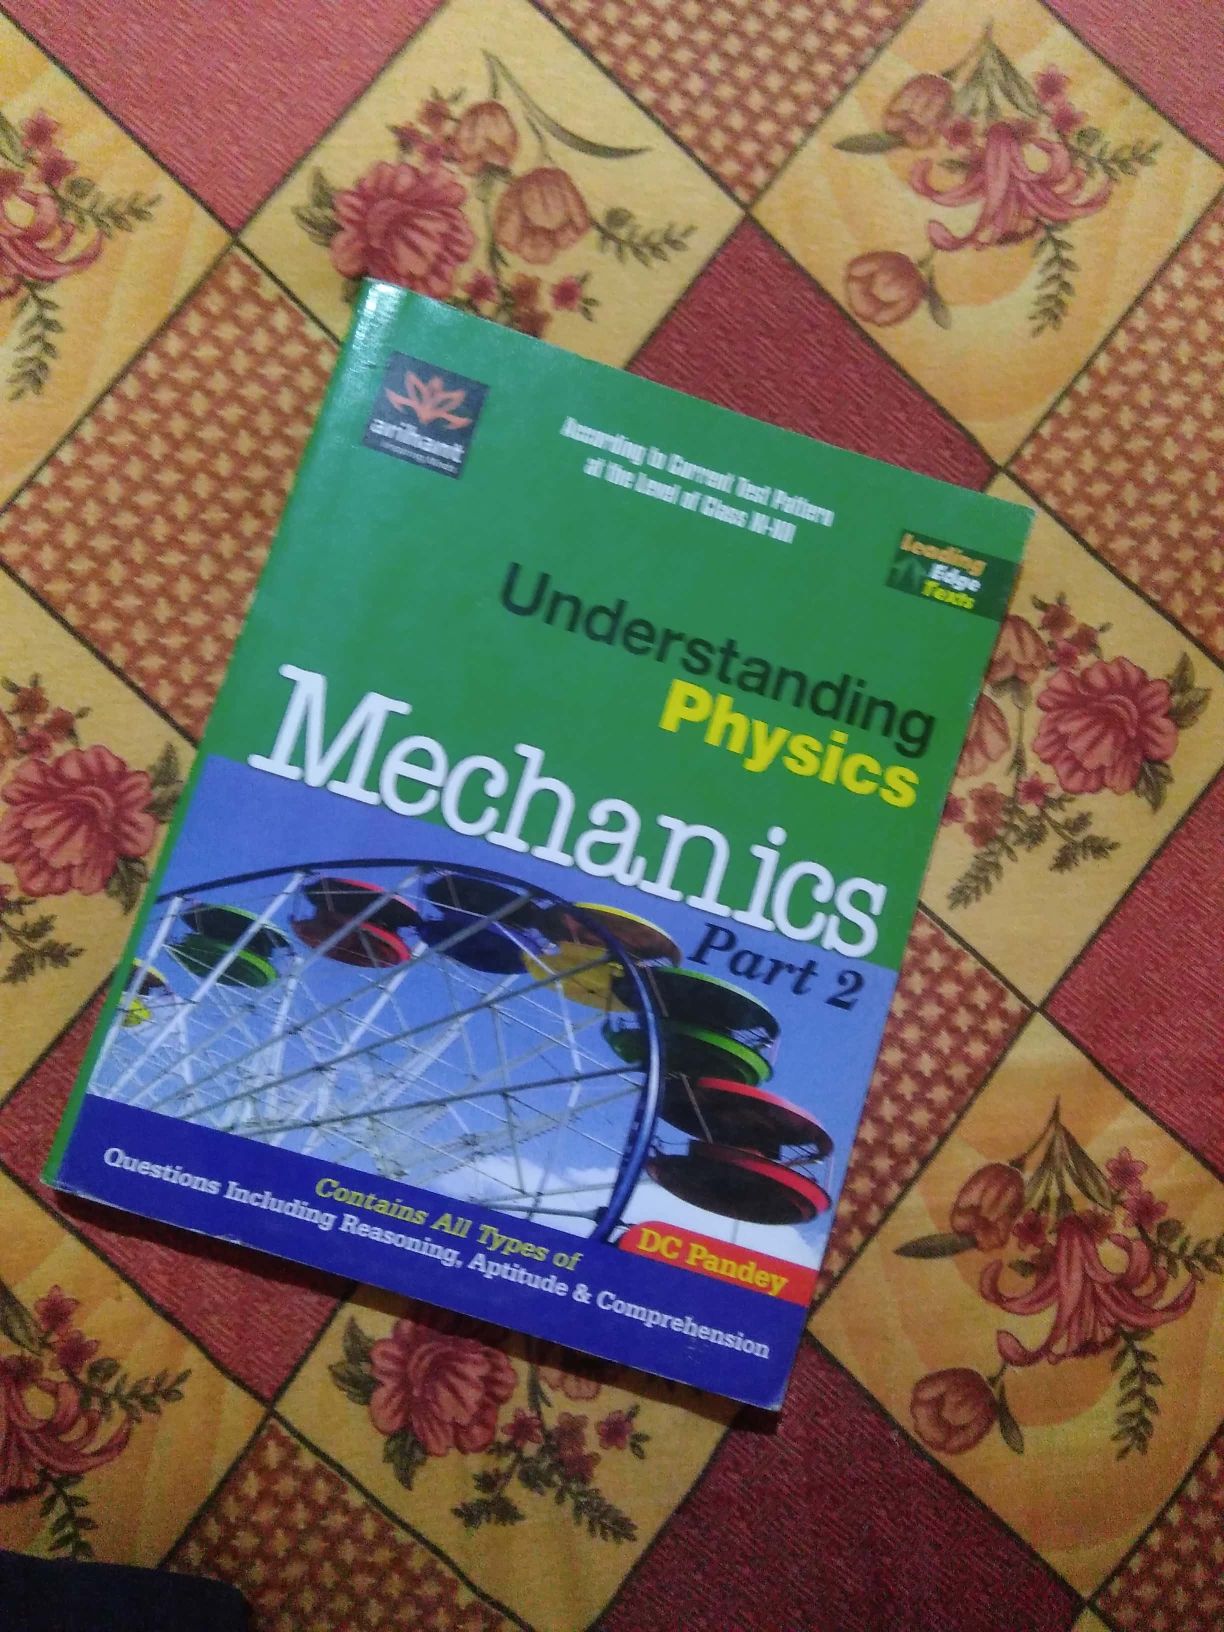 arihant
According to Current Test Pattern
at the Level of Class XI-XII
Leading
Edge
Texts
Understanding
Physics
Mechanics
Part 2
Contains All Types of
Questions Including Reasoning, Aptitude & Comprehension
DC Pandey